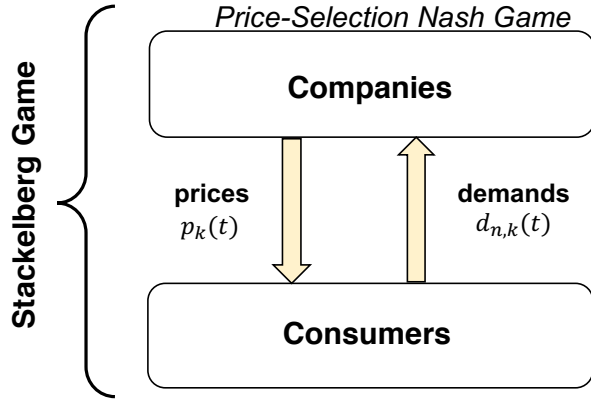 Price-Selection Nash Game
Companies
Stackelberg Game
prices
p_k(t)
demands
d_{n,k}(t)
Consumers